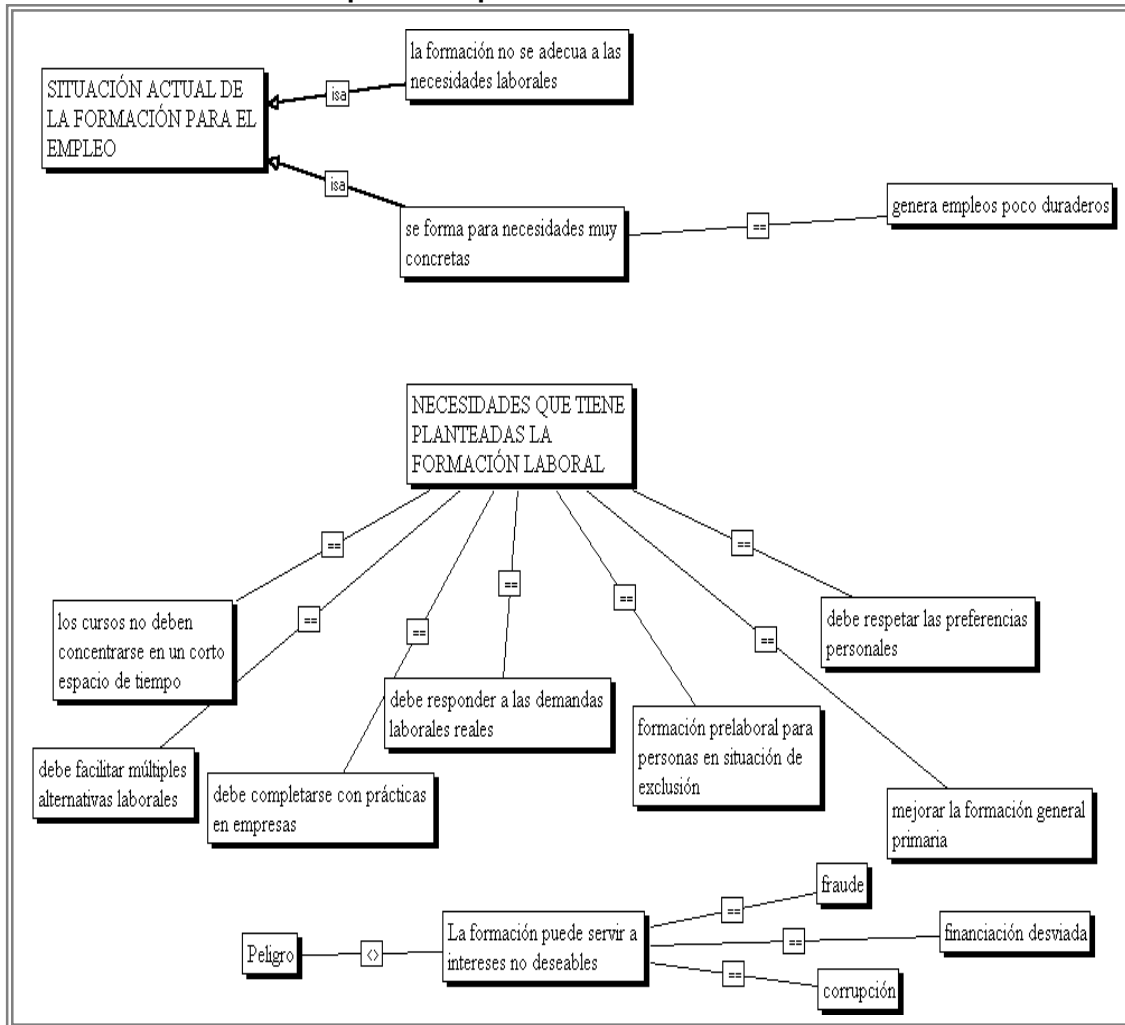 la formación no se adecua a las
necesidades laborales
SITUACIÓN ACTUAL DE
LA FORMACIÓN PARA EL
EMPLEO
isa
isa
genera empleos poco duraderos
se forma para necesidades muy
concretas
==
NECESIDADES QUE TIENE
PLANTEADAS LA
FORMACIÓN LABORAL
==
==
==
==
==
==
==
los cursos no deben
concentrarse en un corto
espacio de tiempo
debe respetar las preferencias
personales
debe responder a las demandas
laborales reales
formación prelaboral para
personas en situación de
exclusión
debe facilitar múltiples
alternativas laborales
debe completarse con prácticas
en empresas
mejorar la formación general
primaria
Peligro
<>
La formación puede servir a
intereses no deseables
==
fraude
==
financiación desviada
==
corrupción